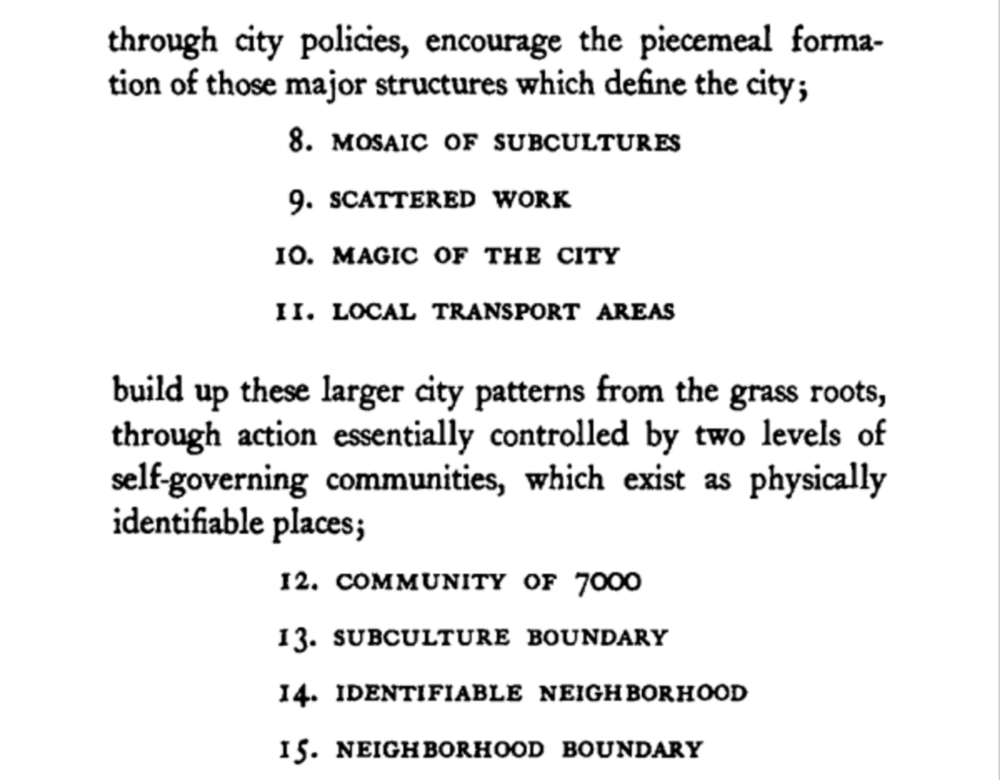 through city policies, encourage the piecemeal forma-
tion of those major structures which define the city;
8. MOSAIC OF SUBCULTURES
9. SCATTERED WORK
10. MAGIC OF THE CITY
11. LOCAL TRANSPORT AREAS
build up these larger city patterns from the grass roots,
through action essentially controlled by two levels of
self-governing communities, which exist as physically
identifiable places;
12. COMMUNITY OF 7000
13. SUBCULTURE BOUNDARY
14. IDENTIFIABLE NEIGHBORHOOD
15. NEIGHBORHOOD BOUNDARY